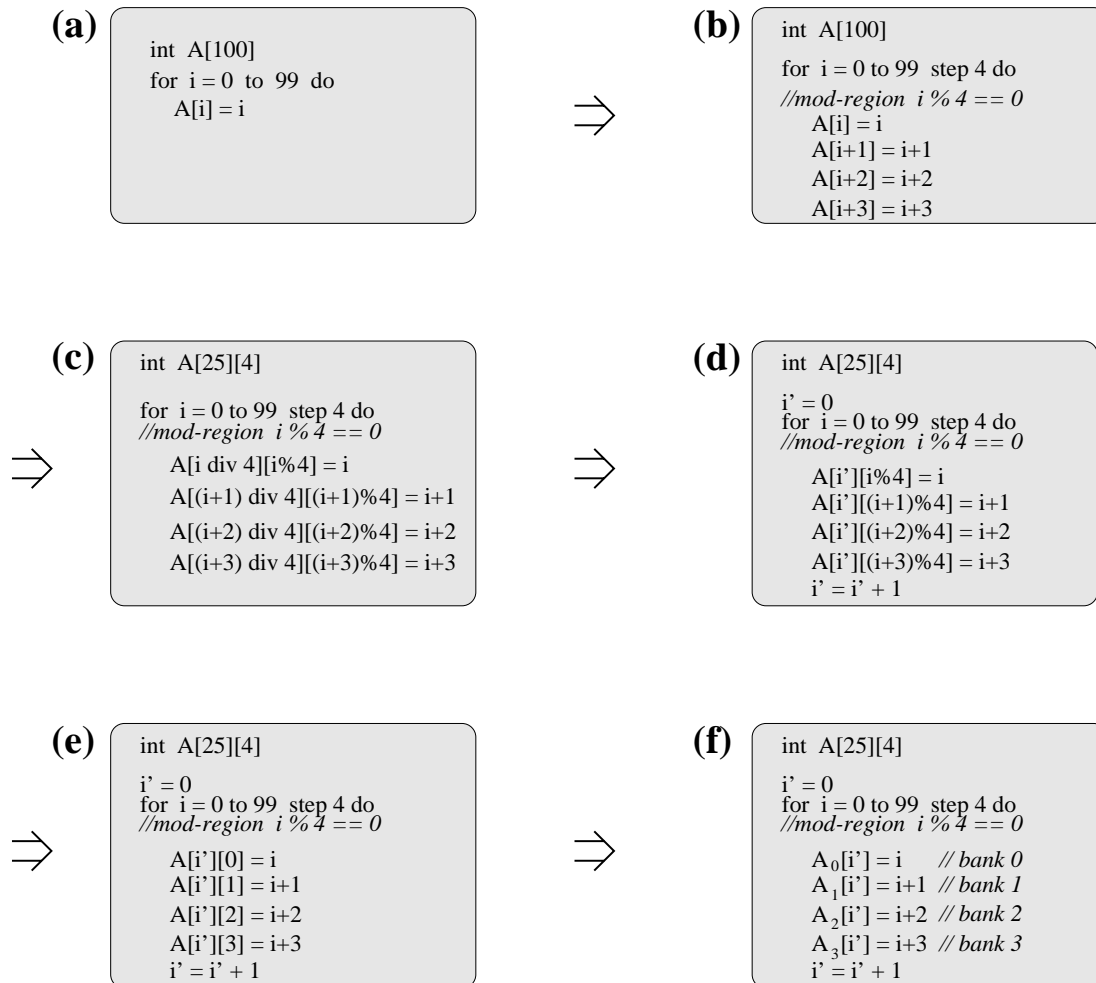 (a)
int A[100]
for i = 0 to 99 do
A[i] = i
(b)
int A[100]
for i = 0 to 99 step 4 do
//mod-region i % 4 == 0
A[i] = i
A[i+1] = i+1
A[i+2] = i+2
A[i+3] = i+3
(c)
int A[25][4]
for i = 0 to 99 step 4 do
//mod-region i % 4 == 0
A[i div 4][i%4] = i
A[(i+1) div 4][(i+1)%4] = i+1
A[(i+2) div 4][(i+2)%4] = i+2
A[(i+3) div 4][(i+3)%4] = i+3
(d)
int A[25][4]
i’ = 0
for i = 0 to 99 step 4 do
//mod-region i % 4 == 0
A[i’][i%4] = i
A[i’][(i+1)%4] = i+1
A[i’][(i+2)%4] = i+2
A[i’][(i+3)%4] = i+3
i’ = i’ + 1
(e)
int A[25][4]
i’ = 0
for i = 0 to 99 step 4 do
//mod-region i % 4 == 0
A[i’][0] = i
A[i’][1] = i+1
A[i’][2] = i+2
A[i’][3] = i+3
i’ = i’ + 1
(f)
int A[25][4]
i’ = 0
for i = 0 to 99 step 4 do
//mod-region i % 4 == 0
A₀[i’] = i // bank 0
A₁[i’] = i+1 // bank 1
A₂[i’] = i+2 // bank 2
A₃[i’] = i+3 // bank 3
i’ = i’ + 1